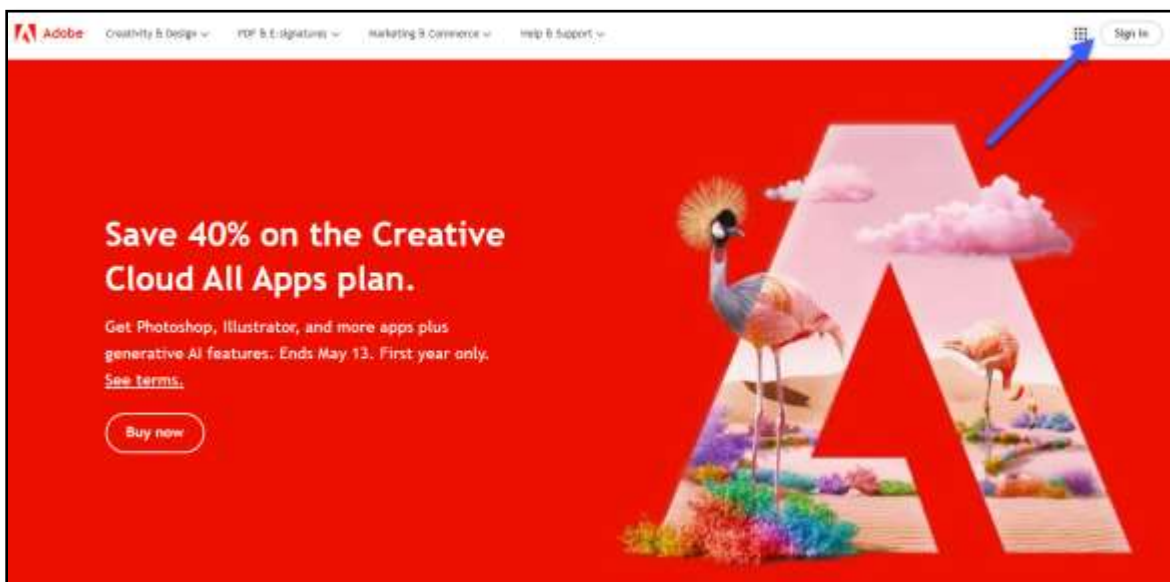 Adobe
Creativity & Design
PDF & E-signatures
Marketing & Commerce
Help & Support
Sign In
Save 40% on the Creative
Cloud All Apps plan.
Get Photoshop, Illustrator, and more apps plus
generative AI features. Ends May 13. First year only.
See terms.
Buy now